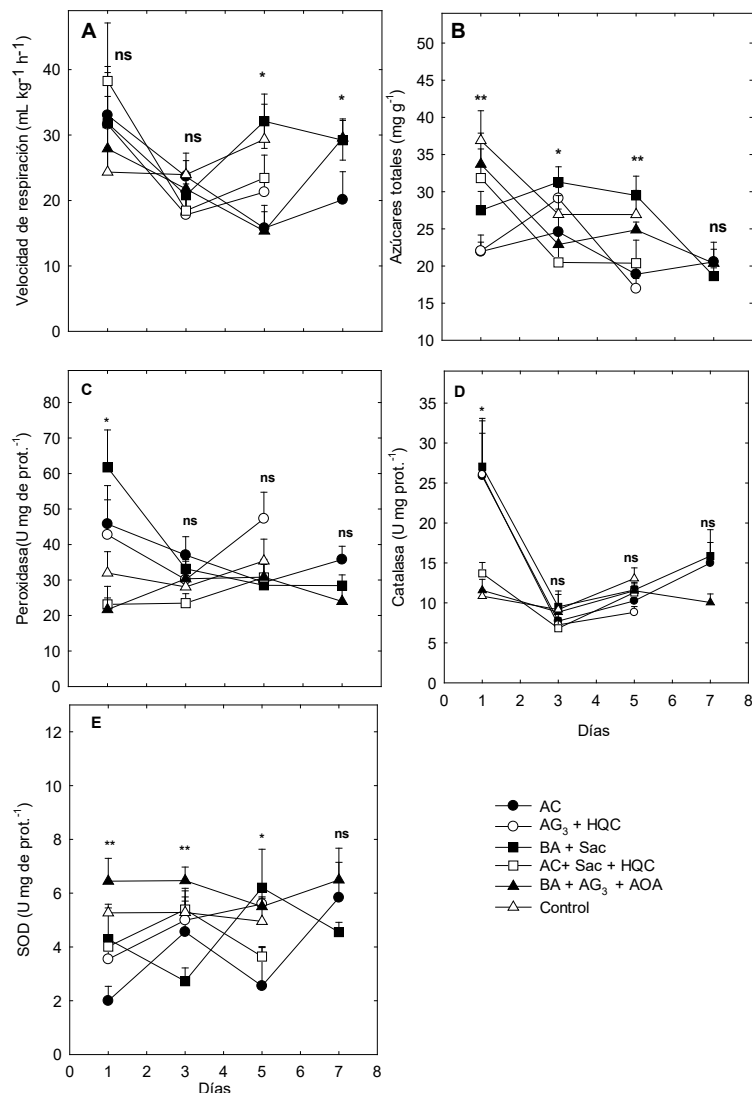 A
ns
ns
*
*
Velocidad de respiración (mL kg-1 h-1)
40
30
20
10
0
B
**
*
**
ns
Azúcares totales (mg g-1)
50
45
40
35
30
25
20
15
10
C
*
ns
ns
ns
Peroxidasa(U mg de prot.-1)
80
70
60
50
40
30
20
10
0
D
*
ns
ns
ns
Catalasa (U mg prot.-1)
35
30
25
20
15
10
5
0
0 1 2 3 4 5 6 7 8
Días
E
**
**
*
ns
SOD (U mg de prot.-1)
12
10
8
6
4
2
0
0 1 2 3 4 5 6 7 8
Días
AC
AG3 + HQC
BA + Sac
AC+ Sac + HQC
BA + AG3 + AOA
Control